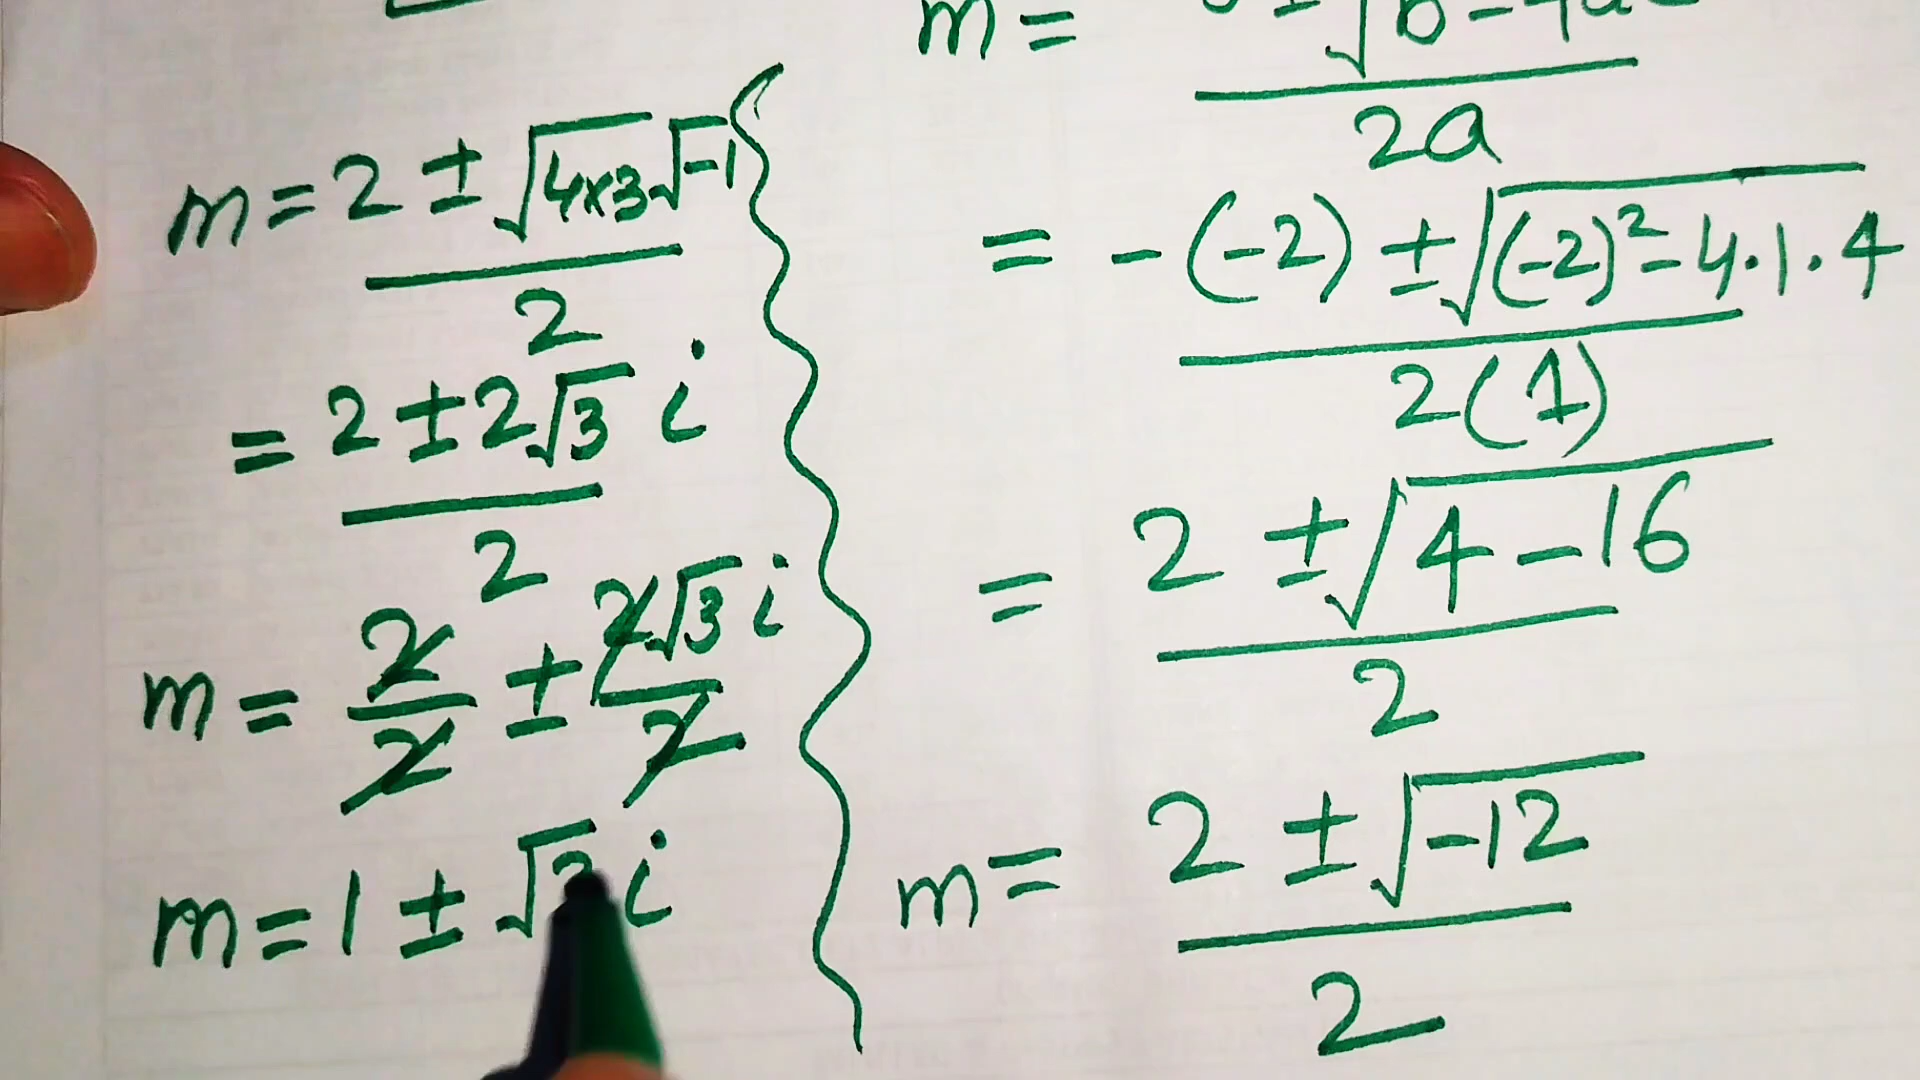 m = 2 ± √4×3 √-1
2
= 2 ± 2√3 i
2
m = 2/2 ± 2√3 i/2
m = 1 ± √3 i
m =
2a
= -(-2) ± √(-2)² - 4·1·4
2(1)
= 2 ± √4 - 16
2
m = 2 ± √-12
2